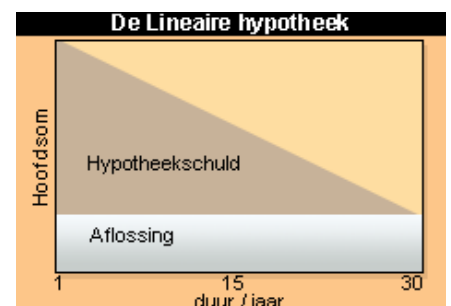 De Lineaire hypotheek
Hoofdsom
Hypotheekschuld
Aflossing
1 15 30
duur / jaar